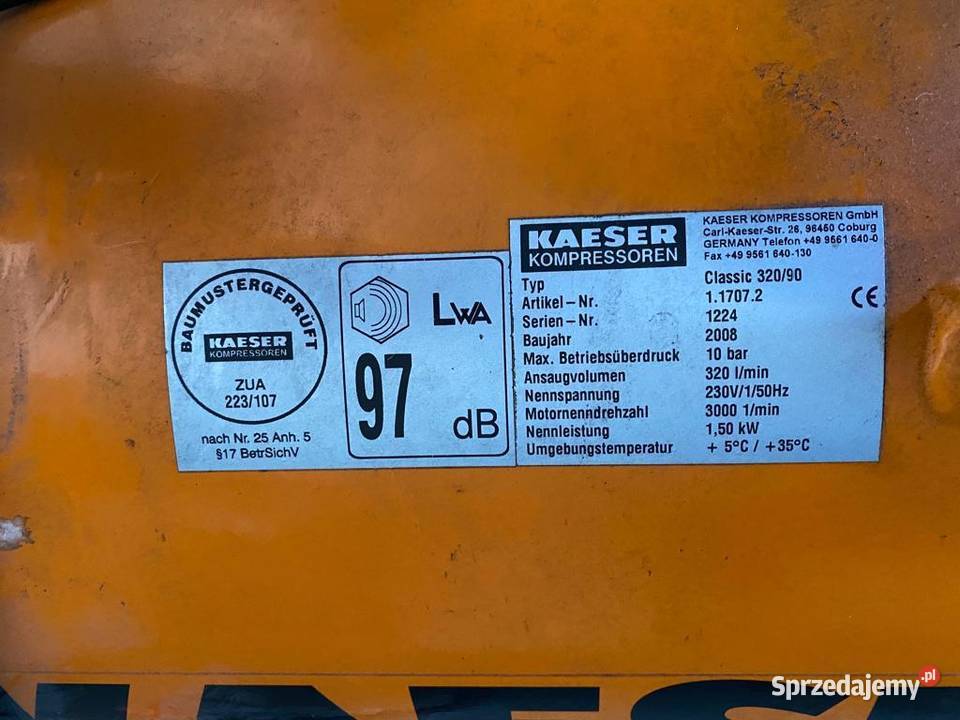 BAUMUSTERGEPRÜFT
KAESER
KOMPRESSOREN
ZUA
223/107
nach Nr. 25 Anh. 5
§17 BetrSichV
LWA
97
dB
KAESER
KOMPRESSOREN
KAESER KOMPRESSOREN GmbH
Carl-Kaeser-Str. 26, 96450 Coburg
GERMANY Telefon +49 9561 640-0
Fax +49 9561 640-130
Typ Classic 320/90
Artikel–Nr. 1.1707.2
Serien–Nr. 1224
Baujahr 2008
Max. Betriebsüberdruck 10 bar
Ansaugvolumen 320 l/min
Nennspannung 230V/1/50Hz
Motornenndrehzahl 3000 1/min
Nennleistung 1,50 kW
Umgebungstemperatur + 5°C / +35°C
CE
Sprzedajemy.pl